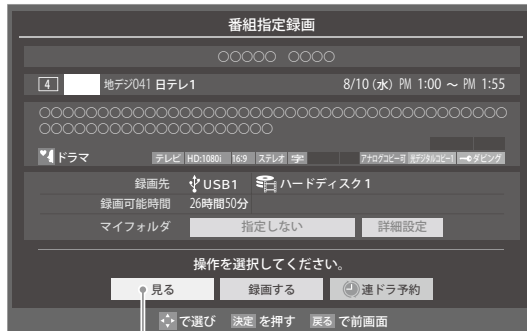 番組指定録画
○○○○○ ○○○○
4 地デジ041 日テレ1 8/10 (水) PM 1:00 ～ PM 1:55
○○○○○○○○○○○○○○○○○○○○○○○○○○○○○○○○○○○○○○○○
○○○○○○○○○○○○○○○○○○○○
ドラマ テレビ HD:1080i 16:9 ステレオ 字 アナログコピー可 光デジタルコピー1 ダビング
録画先 USB1 ハードディスク1
録画可能時間 26時間50分
マイフォルダ 指定しない 詳細設定
操作を選択してください。
見る 録画する 連ドラ予約
で選び 決定 を押す 戻る で前画面